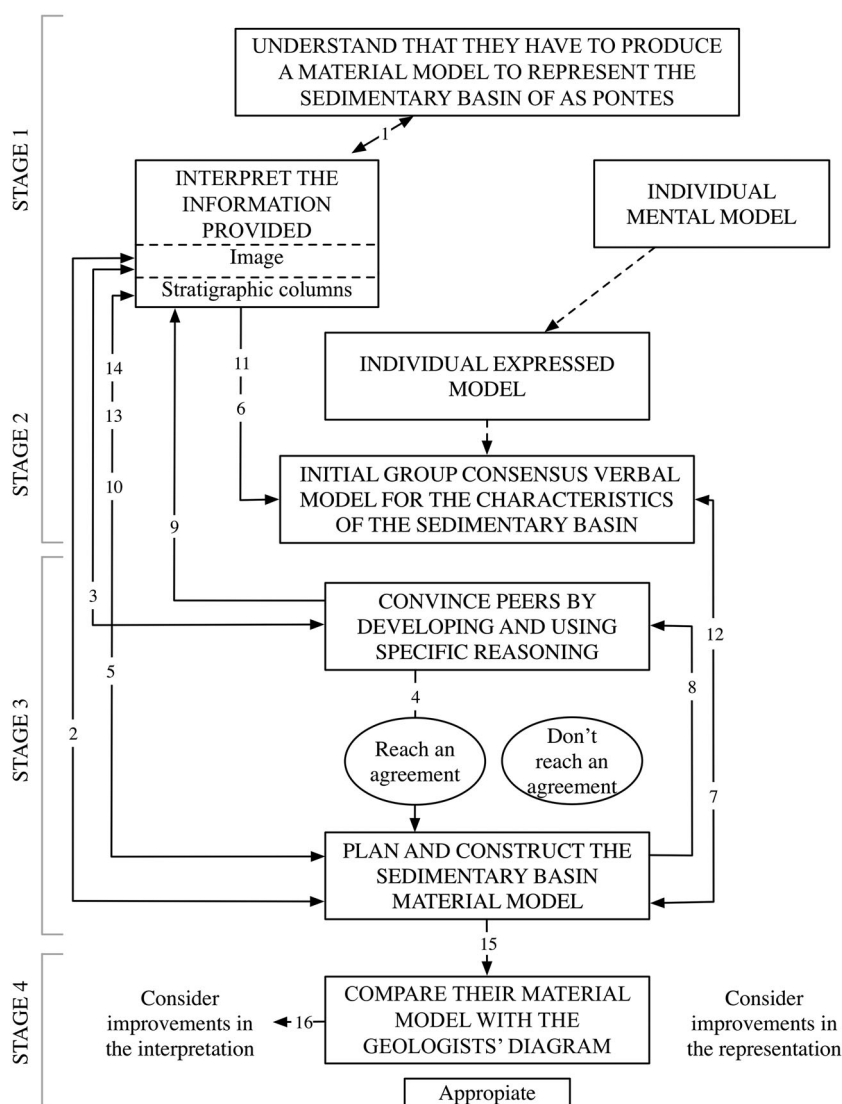 STAGE 1
UNDERSTAND THAT THEY HAVE TO PRODUCE
A MATERIAL MODEL TO REPRESENT THE
SEDIMENTARY BASIN OF AS PONTES
1
INTERPRET THE
INFORMATION
PROVIDED
Image
Stratigraphic columns
INDIVIDUAL
MENTAL MODEL
STAGE 2
14
13
10
11
6
INDIVIDUAL EXPRESSED
MODEL
INITIAL GROUP CONSENSUS VERBAL
MODEL FOR THE CHARACTERISTICS
OF THE SEDIMENTARY BASIN
9
STAGE 3
3
5
2
CONVINCE PEERS BY
DEVELOPING AND USING
SPECIFIC REASONING
12
8
7
4
Reach an
agreement
Don't
reach an
agreement
PLAN AND CONSTRUCT THE
SEDIMENTARY BASIN
MATERIAL MODEL
15
STAGE 4
Consider
improvements in
the interpretation
16
COMPARE THEIR MATERIAL
MODEL WITH THE
GEOLOGISTS' DIAGRAM
Consider
improvements in
the representation
Appropiate